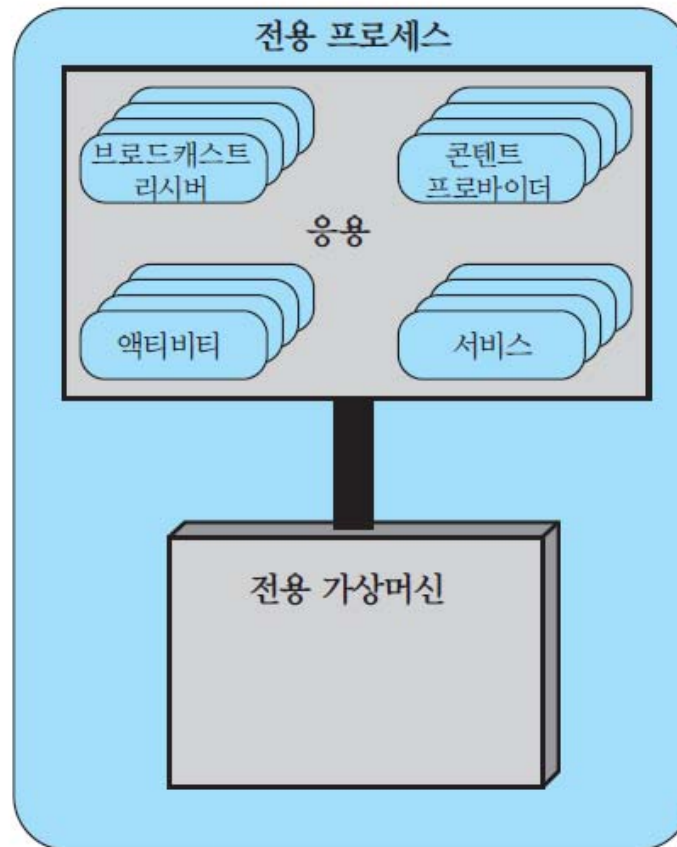 전용 프로세스
브로드캐스트
리시버
콘텐트
프로바이더
응용
액티비티
서비스
전용 가상머신